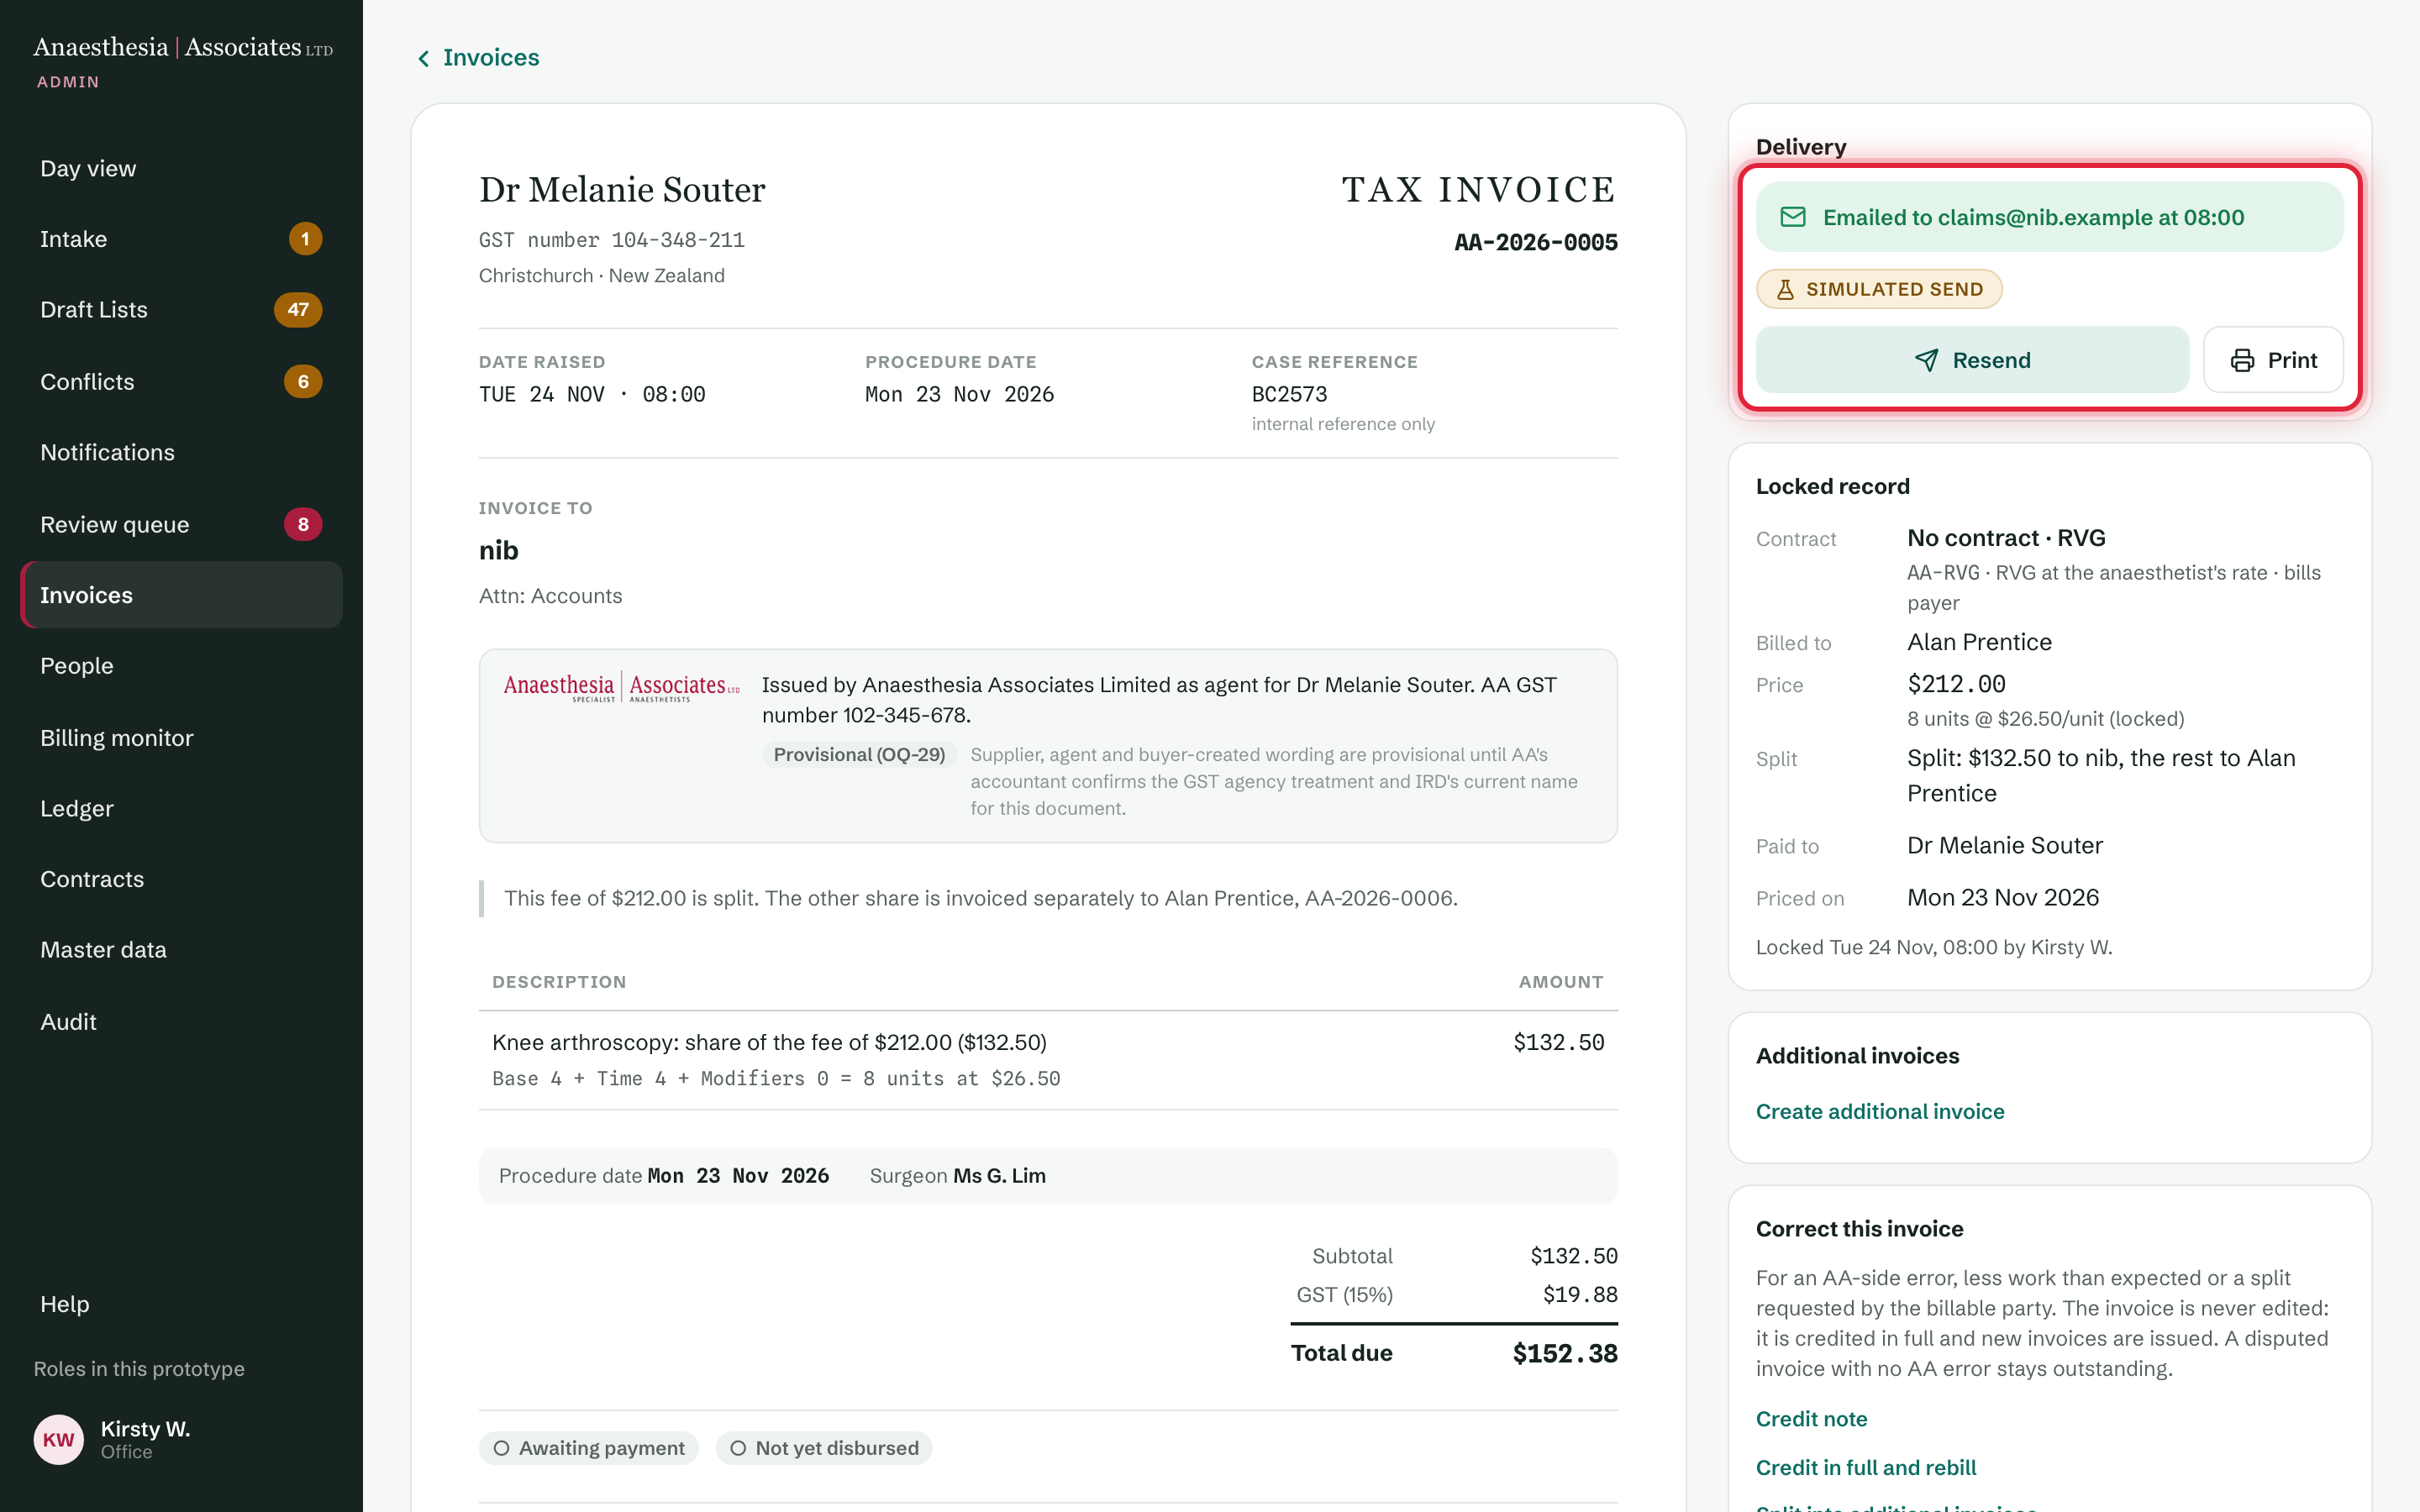 Anaesthesia | Associates LTD
ADMIN
Day view
Intake 1
Draft Lists 47
Conflicts 6
Notifications
Review queue 8
Invoices
People
Billing monitor
Ledger
Contracts
Master data
Audit
Help
Roles in this prototype
KW
Kirsty W.
Office
Invoices
Dr Melanie Souter
GST number 104-348-211
Christchurch · New Zealand
TAX INVOICE
AA-2026-0005
DATE RAISED
TUE 24 NOV · 08:00
PROCEDURE DATE
Mon 23 Nov 2026
CASE REFERENCE
BC2573
internal reference only
INVOICE TO
nib
Attn: Accounts
Anaesthesia | Associates LTD
SPECIALIST ANAESTHETISTS
Issued by Anaesthesia Associates Limited as agent for Dr Melanie Souter. AA GST
number 102-345-678.
Provisional (OQ-29)
Supplier, agent and buyer-created wording are provisional until AA's
accountant confirms the GST agency treatment and IRD's current name
for this document.
This fee of $212.00 is split. The other share is invoiced separately to Alan Prentice, AA-2026-0006.
DESCRIPTION AMOUNT
Knee arthroscopy: share of the fee of $212.00 ($132.50) $132.50
Base 4 + Time 4 + Modifiers 0 = 8 units at $26.50
Procedure date Mon 23 Nov 2026 Surgeon Ms G. Lim
Subtotal $132.50
GST (15%) $19.88
Total due $152.38
Awaiting payment Not yet disbursed
Delivery
Emailed to claims@nib.example at 08:00
SIMULATED SEND
Resend Print
Locked record
Contract No contract · RVG
AA-RVG · RVG at the anaesthetist's rate · bills
payer
Billed to Alan Prentice
Price $212.00
8 units @ $26.50/unit (locked)
Split Split: $132.50 to nib, the rest to Alan
Prentice
Paid to Dr Melanie Souter
Priced on Mon 23 Nov 2026
Locked Tue 24 Nov, 08:00 by Kirsty W.
Additional invoices
Create additional invoice
Correct this invoice
For an AA-side error, less work than expected or a split
requested by the billable party. The invoice is never edited:
it is credited in full and new invoices are issued. A disputed
invoice with no AA error stays outstanding.
Credit note
Credit in full and rebill